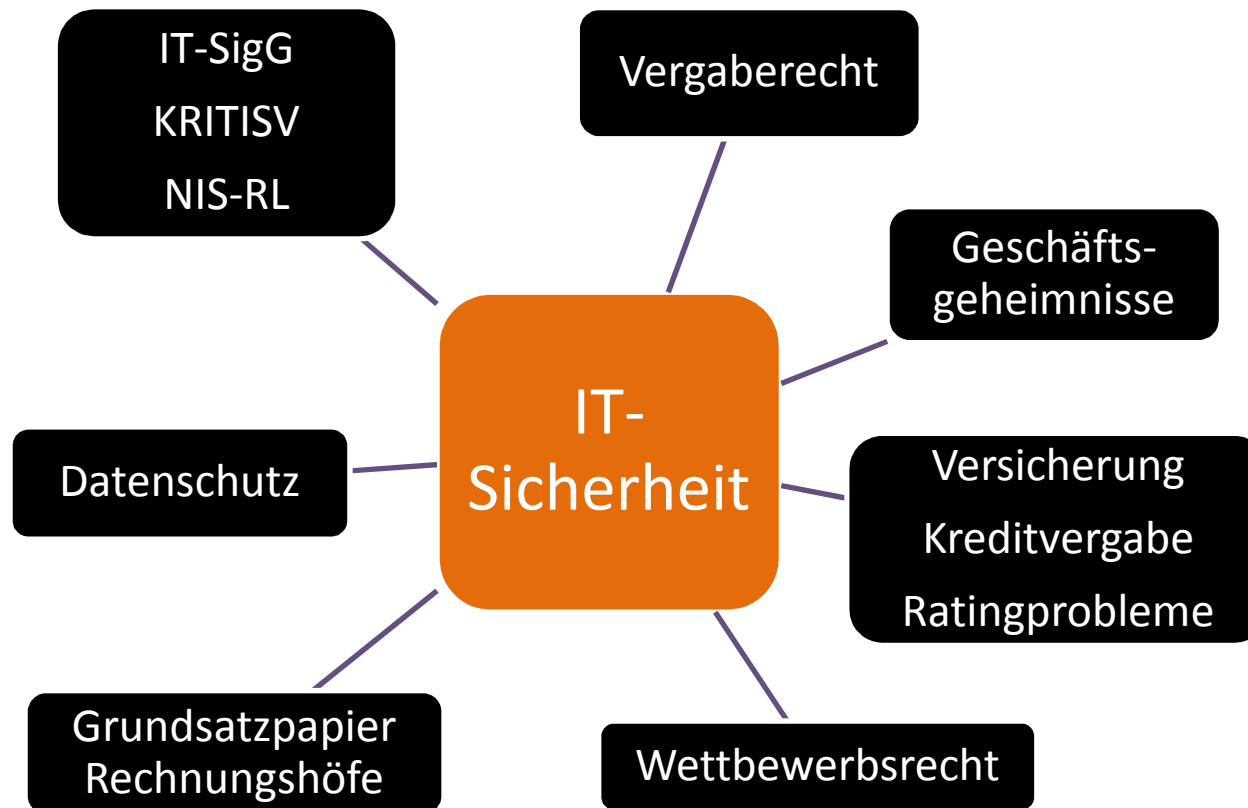 IT-SigG
KRITISV
NIS-RL
Vergaberecht
Geschäfts-
geheimnisse
IT-
Sicherheit
Datenschutz
Versicherung
Kreditvergabe
Ratingprobleme
Grundsatzpapier
Rechnungshöfe
Wettbewerbsrecht